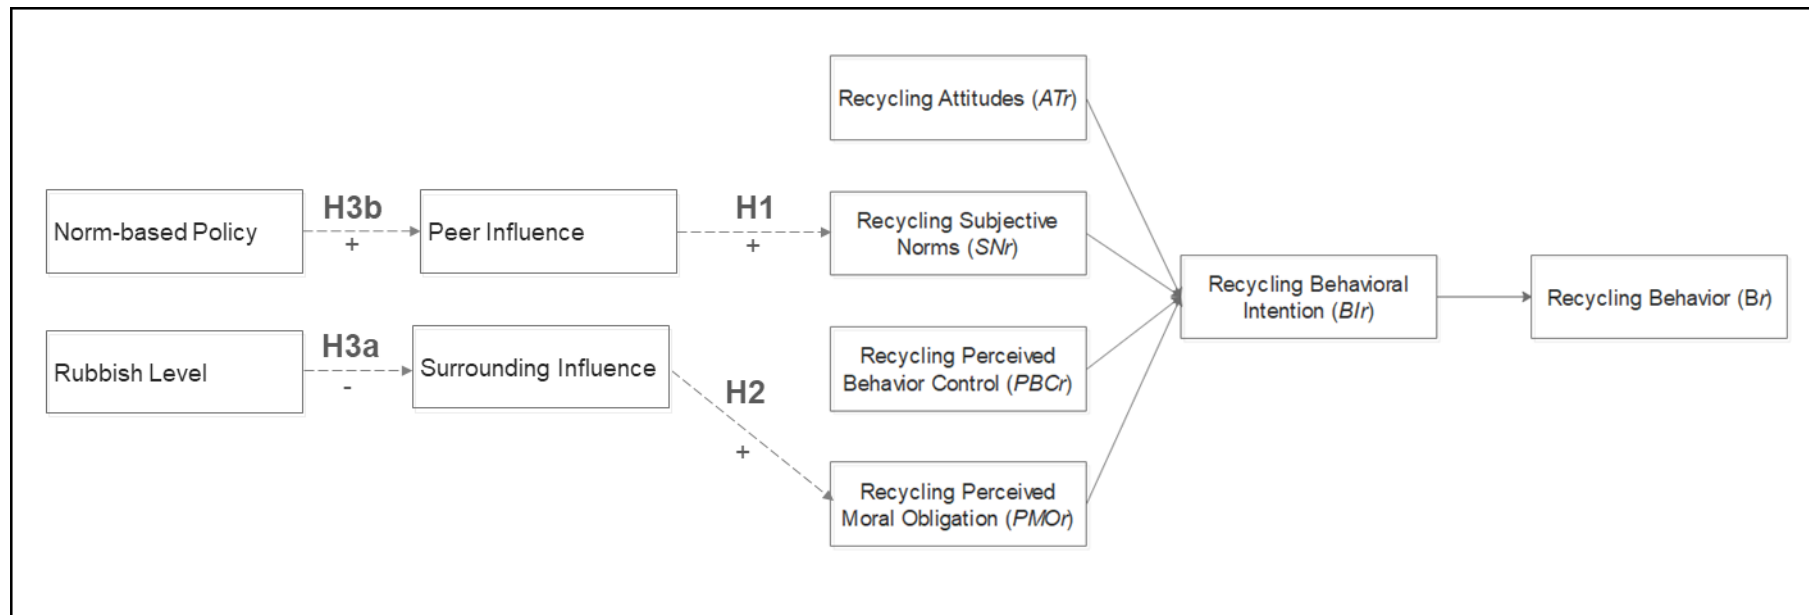 Recycling Attitudes (ATr)
Norm-based Policy
H3b
+
Peer Influence
H1
+
Recycling Subjective
Norms (SNr)
Rubbish Level
H3a
-
Surrounding Influence
H2
+
Recycling Perceived
Behavior Control (PBCr)
Recycling Perceived
Moral Obligation (PMOr)
Recycling Behavioral
Intention (BIr)
Recycling Behavior (Br)